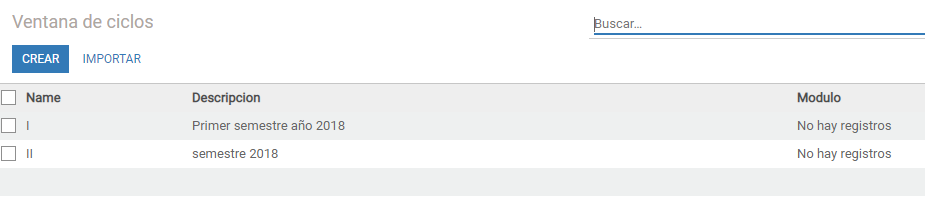 Ventana de ciclos
Buscar...
CREAR IMPORTAR
Name Descripcion Modulo
I Primer semestre año 2018 No hay registros
II semestre 2018 No hay registros